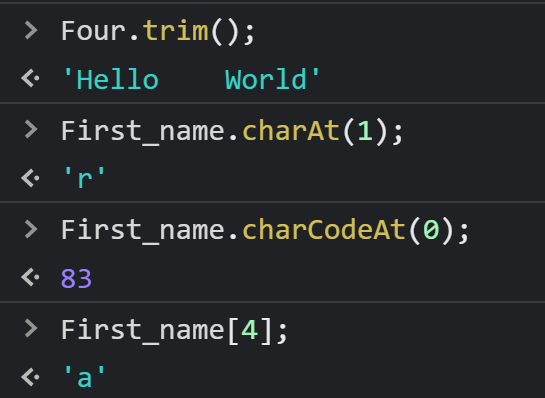 > Four.trim();
<· 'Hello    World'
> First_name.charAt(1);
<· 'r'
> First_name.charCodeAt(0);
<· 83
> First_name[4];
<· 'a'